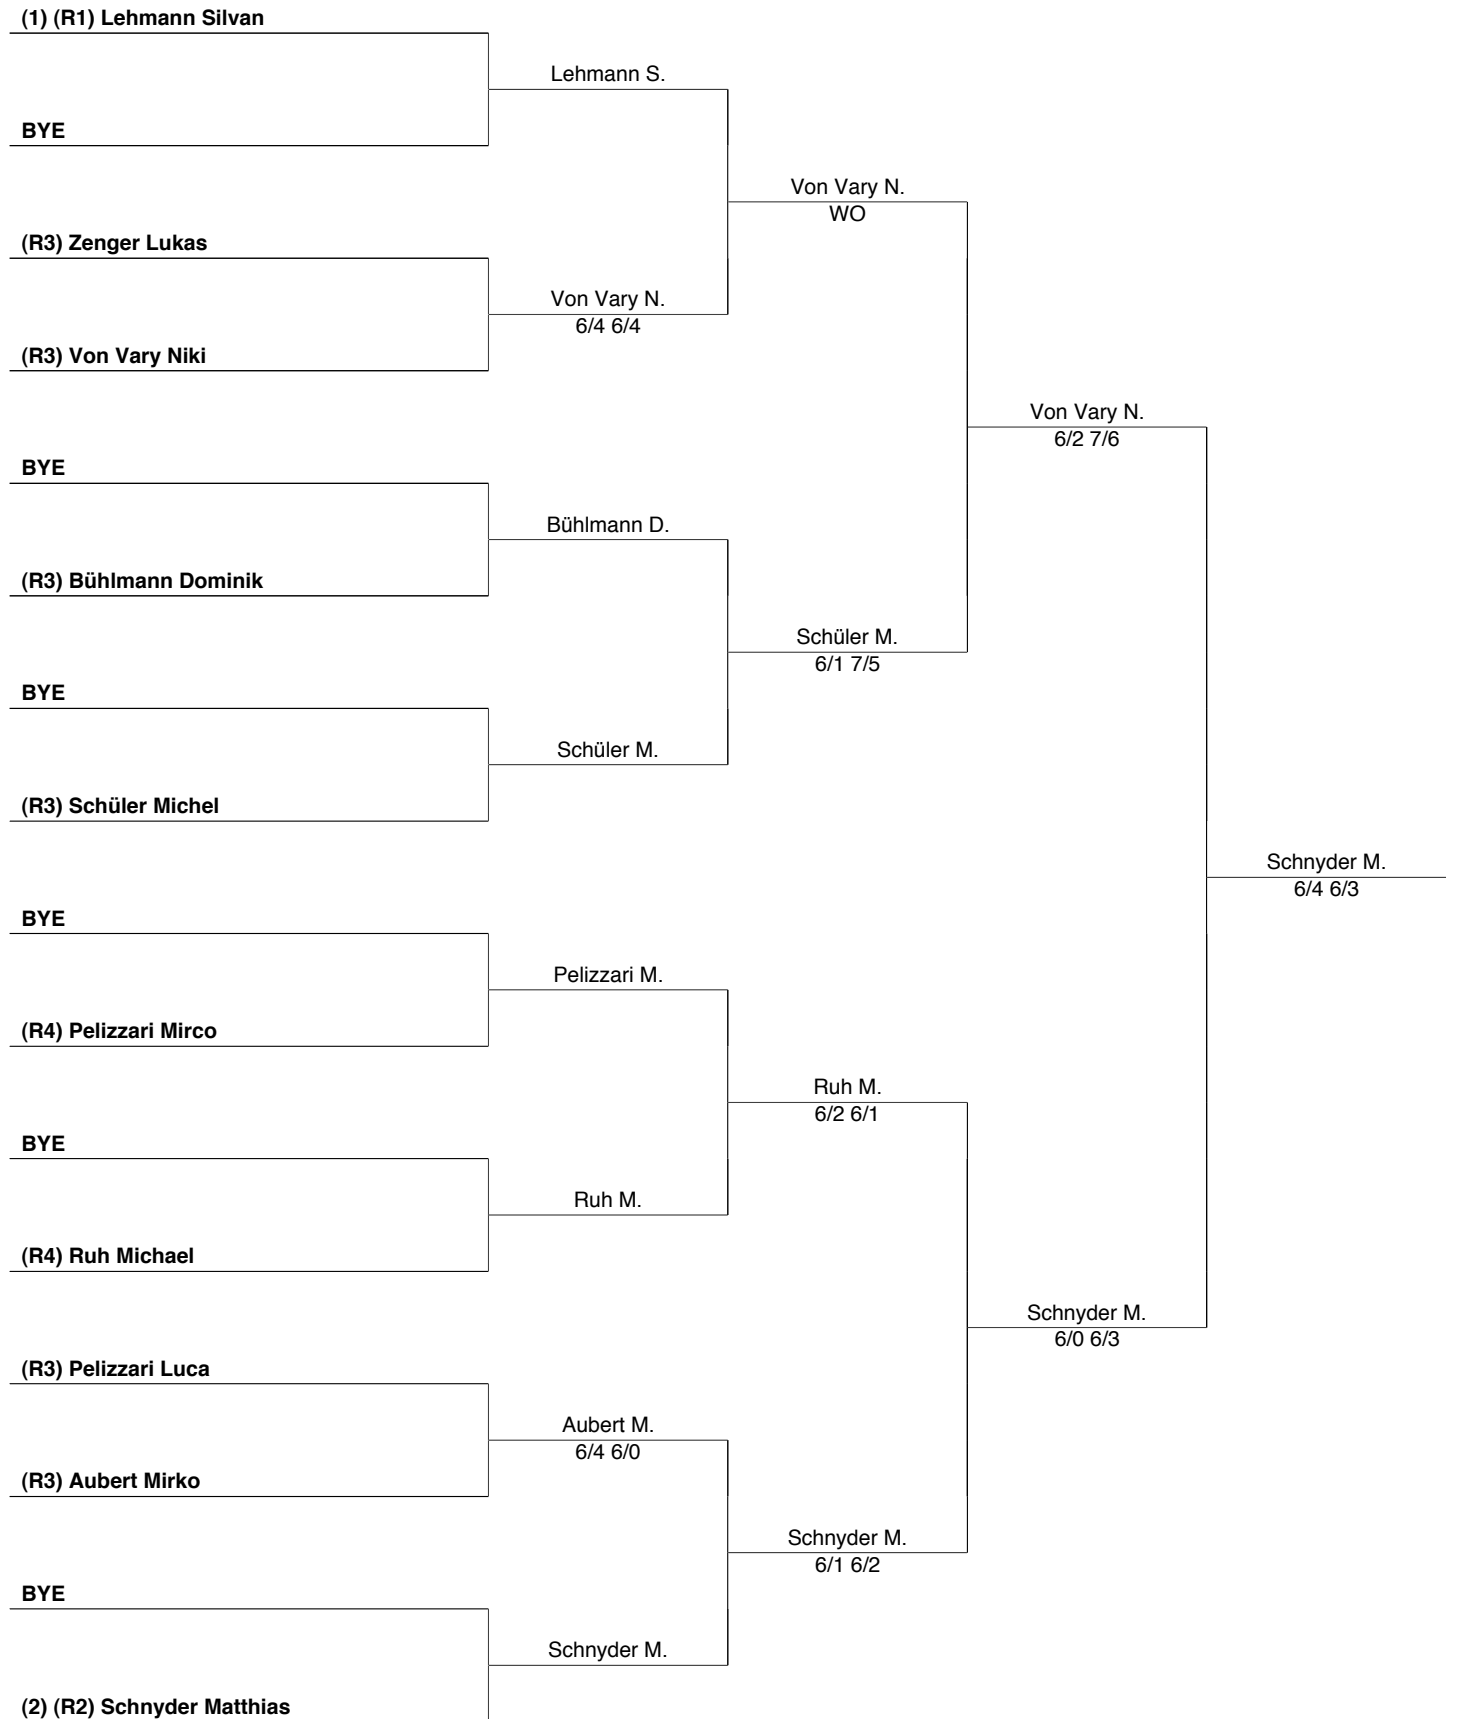 (1) (R1) Lehmann Silvan
Lehmann S.
BYE
Von Vary N.
WO
(R3) Zenger Lukas
Von Vary N.
6/4 6/4
(R3) Von Vary Niki
Von Vary N.
6/2 7/6
BYE
Bühlmann D.
(R3) Bühlmann Dominik
Schüler M.
6/1 7/5
BYE
Schüler M.
(R3) Schüler Michel
Schnyder M.
6/4 6/3
BYE
Pelizzari M.
(R4) Pelizzari Mirco
Ruh M.
6/2 6/1
BYE
Ruh M.
(R4) Ruh Michael
Schnyder M.
6/0 6/3
(R3) Pelizzari Luca
Aubert M.
6/4 6/0
(R3) Aubert Mirko
Schnyder M.
6/1 6/2
BYE
Schnyder M.
(2) (R2) Schnyder Matthias